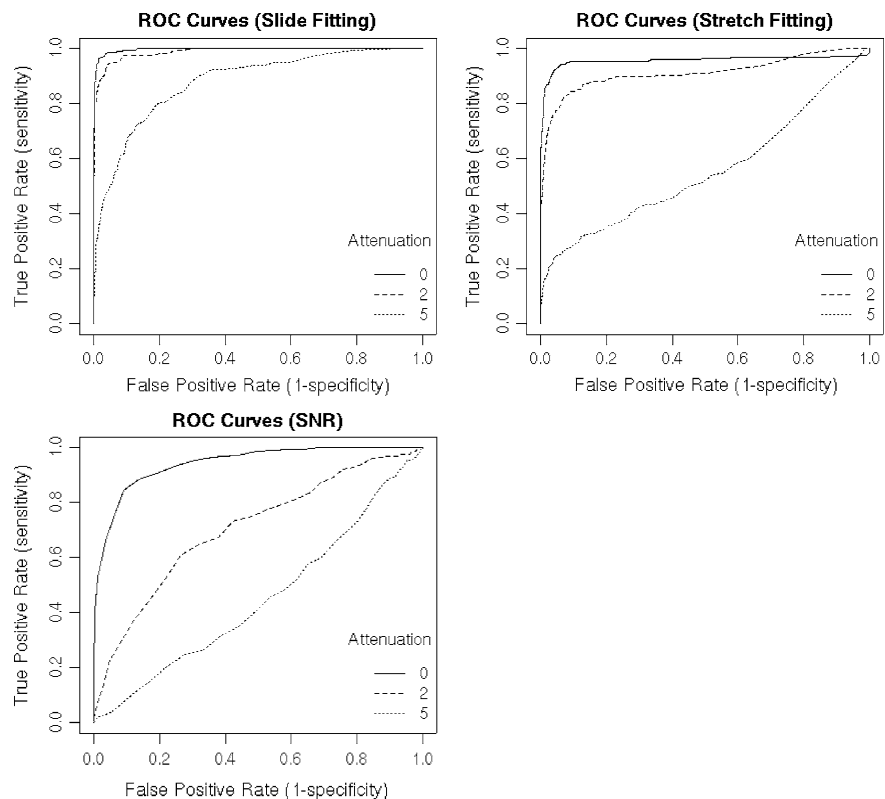 ROC Curves (Slide Fitting)
True Positive Rate (sensitivity)
1.0
0.8
0.6
0.4
0.2
0.0
Attenuation
0
2
5
0.0 0.2 0.4 0.6 0.8 1.0
False Positive Rate (1-specificity)
ROC Curves (Stretch Fitting)
True Positive Rate (sensitivity)
1.0
0.8
0.6
0.4
0.2
0.0
Attenuation
0
2
5
0.0 0.2 0.4 0.6 0.8 1.0
False Positive Rate (1-specificity)
ROC Curves (SNR)
True Positive Rate (sensitivity)
1.0
0.8
0.6
0.4
0.2
0.0
Attenuation
0
2
5
0.0 0.2 0.4 0.6 0.8 1.0
False Positive Rate (1-specificity)